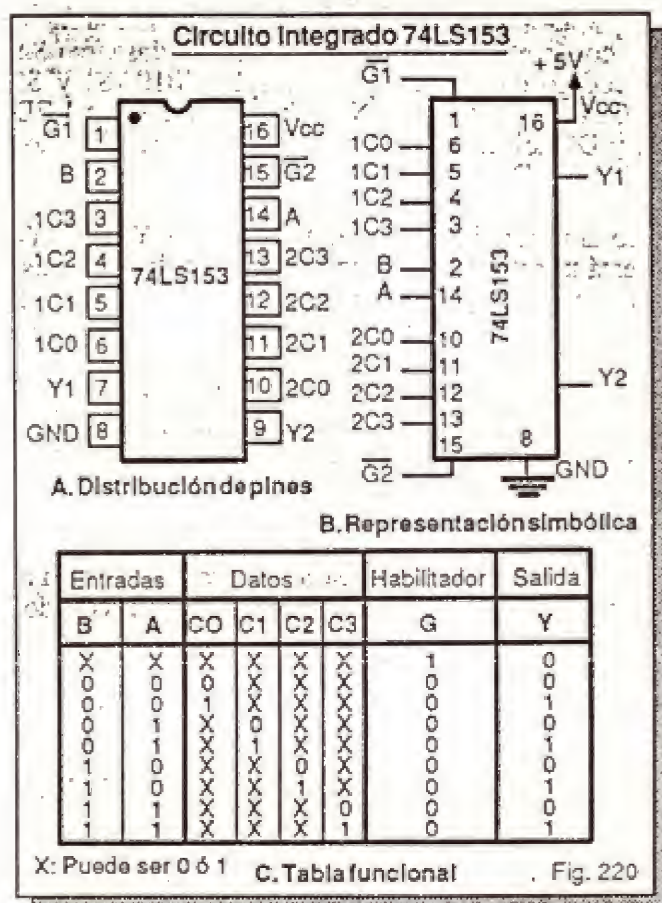 Circuito Integrado 74LS153
G1 1
B 2
1C3 3
1C2 4
1C1 5
1C0 6
Y1 7
GND 8
74LS153
16 Vcc
15 G2
14 A
13 2C3
12 2C2
11 2C1
10 2C0
9 Y2
A. Distribución de pines
G1
+5V
Vcc
1 16
1C0 6
1C1 5
1C2 4
1C3 3
B 2
A 14
2C0 10
2C1 11
2C2 12
2C3 13
15 8
G2
74LS153
Y1
Y2
GND
B. Representación simbólica
Entradas Datos Habilitador Salida
B A C0 C1 C2 C3 G Y
X X X X X X 1 0
0 0 0 X X X 0 0
0 0 1 X X X 0 1
0 1 X 0 X X 0 0
0 1 X 1 X X 0 1
1 0 X X 0 X 0 0
1 0 X X 1 X 0 1
1 1 X X X 0 0 0
1 1 X X X 1 0 1
X: Puede ser 0 ó 1
C. Tabla funcional
Fig. 220